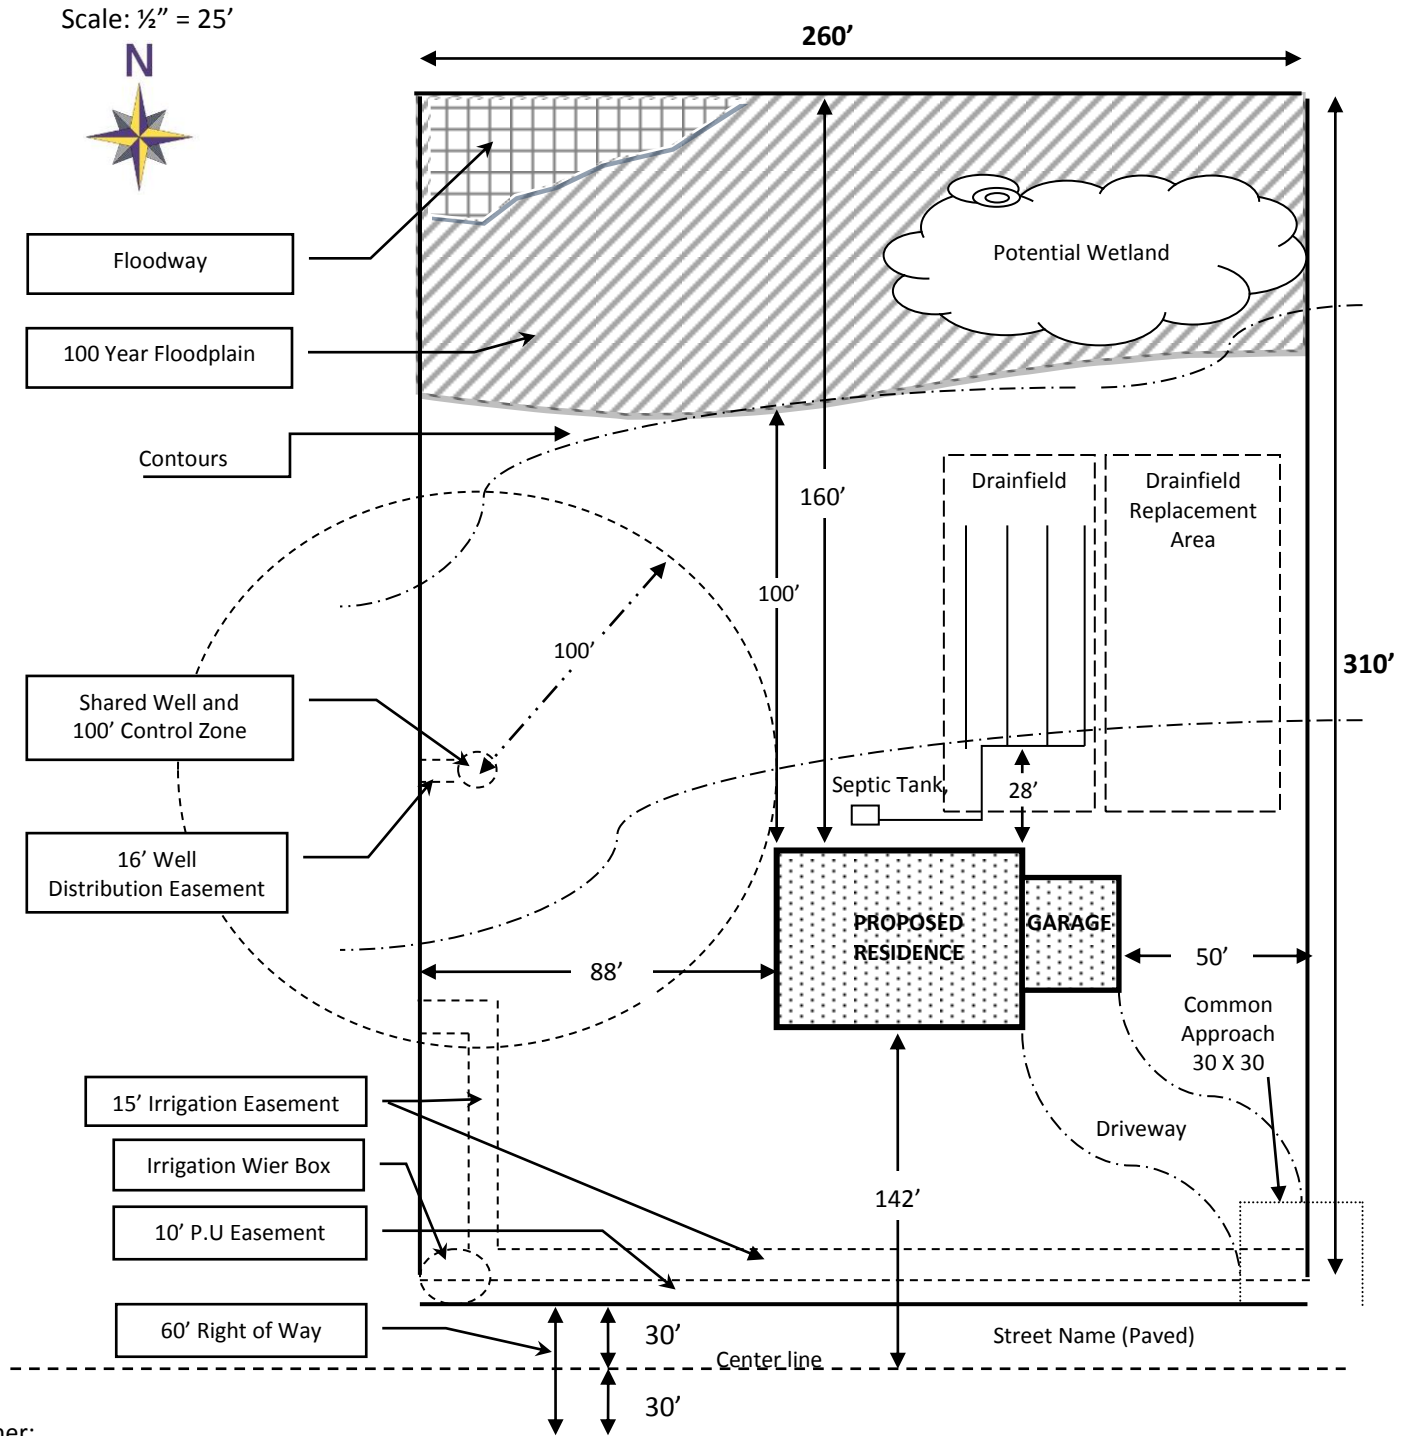 Scale: ½” = 25’
N
260’
Floodway
Potential Wetland
100 Year Floodplain
Contours
160’
Drainfield
Drainfield
Replacement
Area
100’
100’
310’
Shared Well and
100’ Control Zone
Septic Tank,
28’
16’ Well
Distribution Easement
PROPOSED
RESIDENCE
GARAGE
88’
50’
Common
Approach
30 X 30
15’ Irrigation Easement
Driveway
Irrigation Wier Box
142’
10’ P.U Easement
60’ Right of Way
30’
Street Name (Paved)
Center line
30’